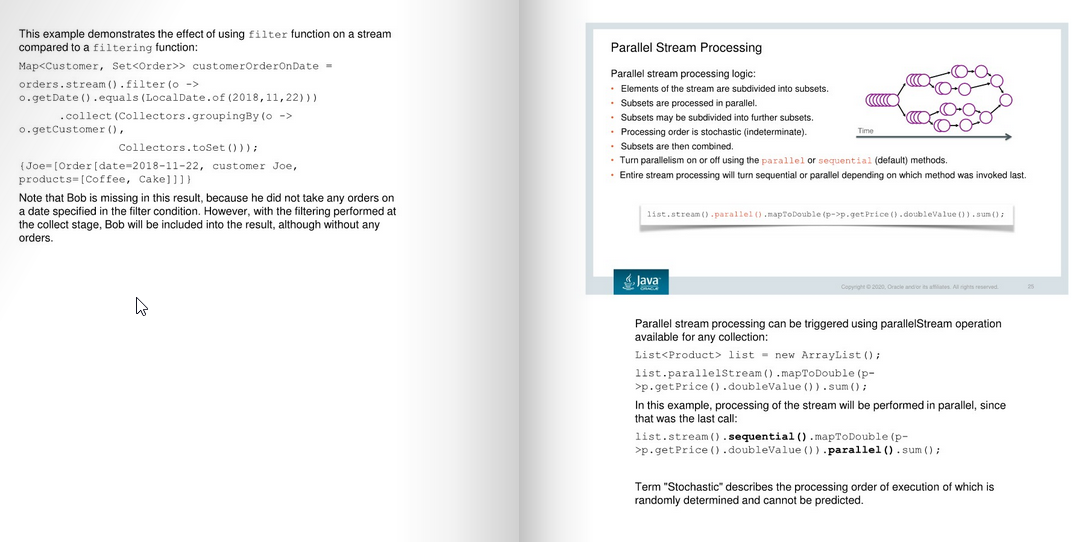 This example demonstrates the effect of using filter function on a stream
compared to a filtering function:
Map<Customer, Set<Order>> customerOrderOnDate =
orders.stream().filter(o ->
o.getDate().equals(LocalDate.of(2018,11,22)))
.collect(Collectors.groupingBy(o ->
o.getCustomer(),
Collectors.toSet()));
{Joe=[Order[date=2018-11-22, customer Joe,
products=[Coffee, Cake]]]}
Note that Bob is missing in this result, because he did not take any orders on
a date specified in the filter condition. However, with the filtering performed at
the collect stage, Bob will be included into the result, although without any
orders.
Parallel Stream Processing
Parallel stream processing logic:
• Elements of the stream are subdivided into subsets.
• Subsets are processed in parallel.
• Subsets may be subdivided into further subsets.
• Processing order is stochastic (indeterminate).
• Subsets are then combined.
• Turn parallelism on or off using the parallel or sequential (default) methods.
• Entire stream processing will turn sequential or parallel depending on which method was invoked last.
Time
list.stream().parallel().mapToDouble(p->p.getPrice().doubleValue()).sum();
Java
ORACLE
Copyright © 2020, Oracle and/or its affiliates. All rights reserved.
Parallel stream processing can be triggered using parallelStream operation
available for any collection:
List<Product> list = new ArrayList();
list.parallelStream().mapToDouble(p-
>p.getPrice().doubleValue()).sum();
In this example, processing of the stream will be performed in parallel, since
that was the last call:
list.stream().sequential().mapToDouble(p-
>p.getPrice().doubleValue()).parallel().sum();
Term "Stochastic" describes the processing order of execution of which is
randomly determined and cannot be predicted.